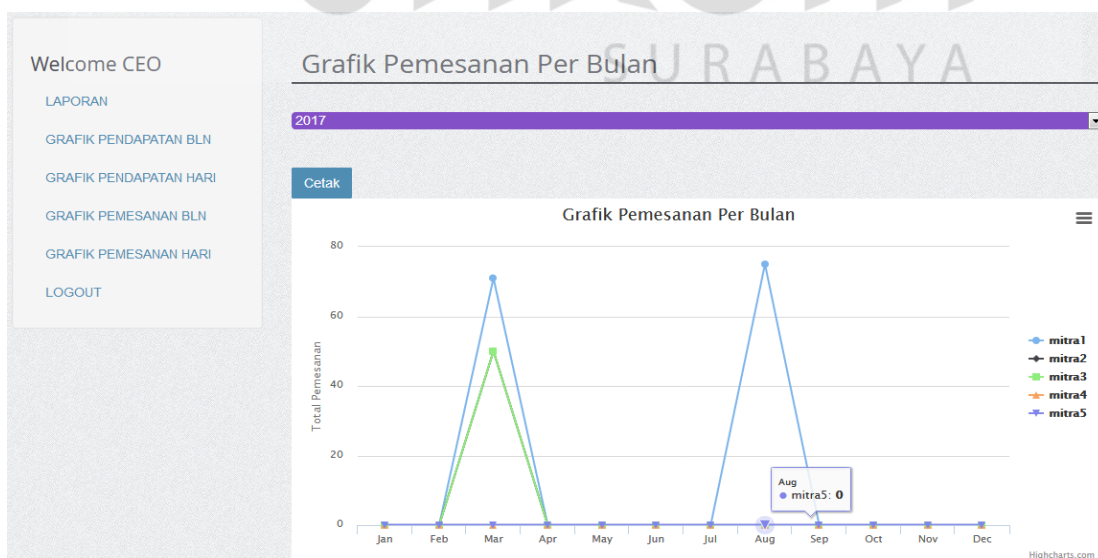 SURABAYA
Welcome CEO
LAPORAN
GRAFIK PENDAPATAN BLN
GRAFIK PENDAPATAN HARI
GRAFIK PEMESANAN BLN
GRAFIK PEMESANAN HARI
LOGOUT
Grafik Pemesanan Per Bulan
2017
Cetak
Grafik Pemesanan Per Bulan
Total Pemesanan
80
60
40
20
0
Jan Feb Mar Apr May Jun Jul Aug Sep Oct Nov Dec
Aug
mitra5: 0
mitra1
mitra2
mitra3
mitra4
mitra5
Highcharts.com